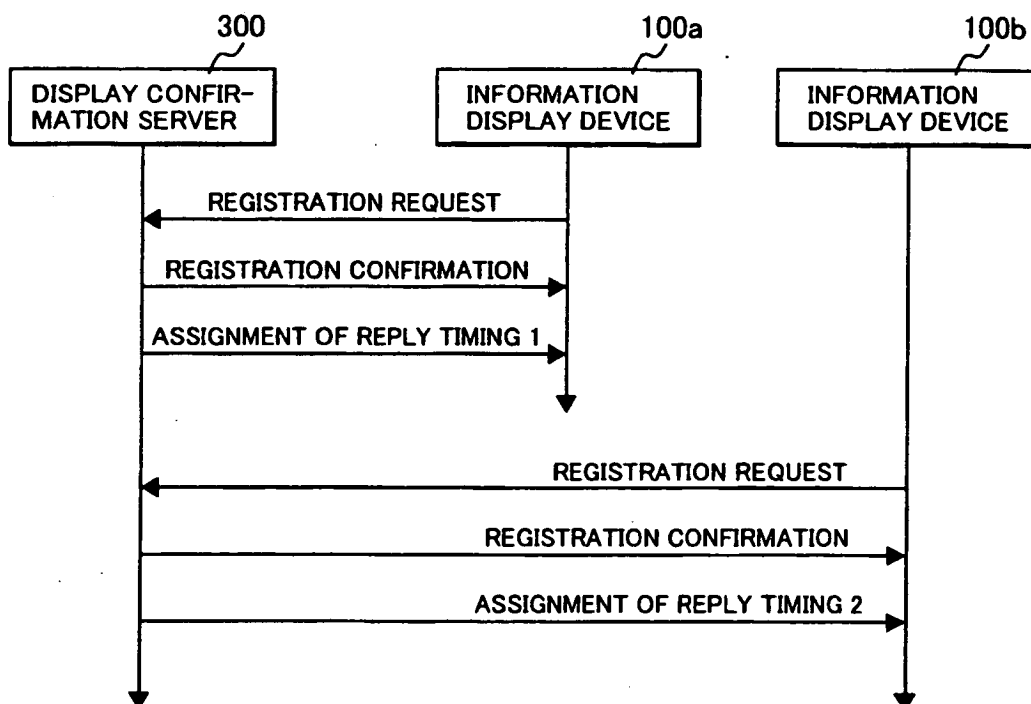 300
100a
100b
DISPLAY CONFIR-
MATION SERVER
INFORMATION
DISPLAY DEVICE
INFORMATION
DISPLAY DEVICE
REGISTRATION REQUEST
REGISTRATION CONFIRMATION
ASSIGNMENT OF REPLY TIMING 1
REGISTRATION REQUEST
REGISTRATION CONFIRMATION
ASSIGNMENT OF REPLY TIMING 2